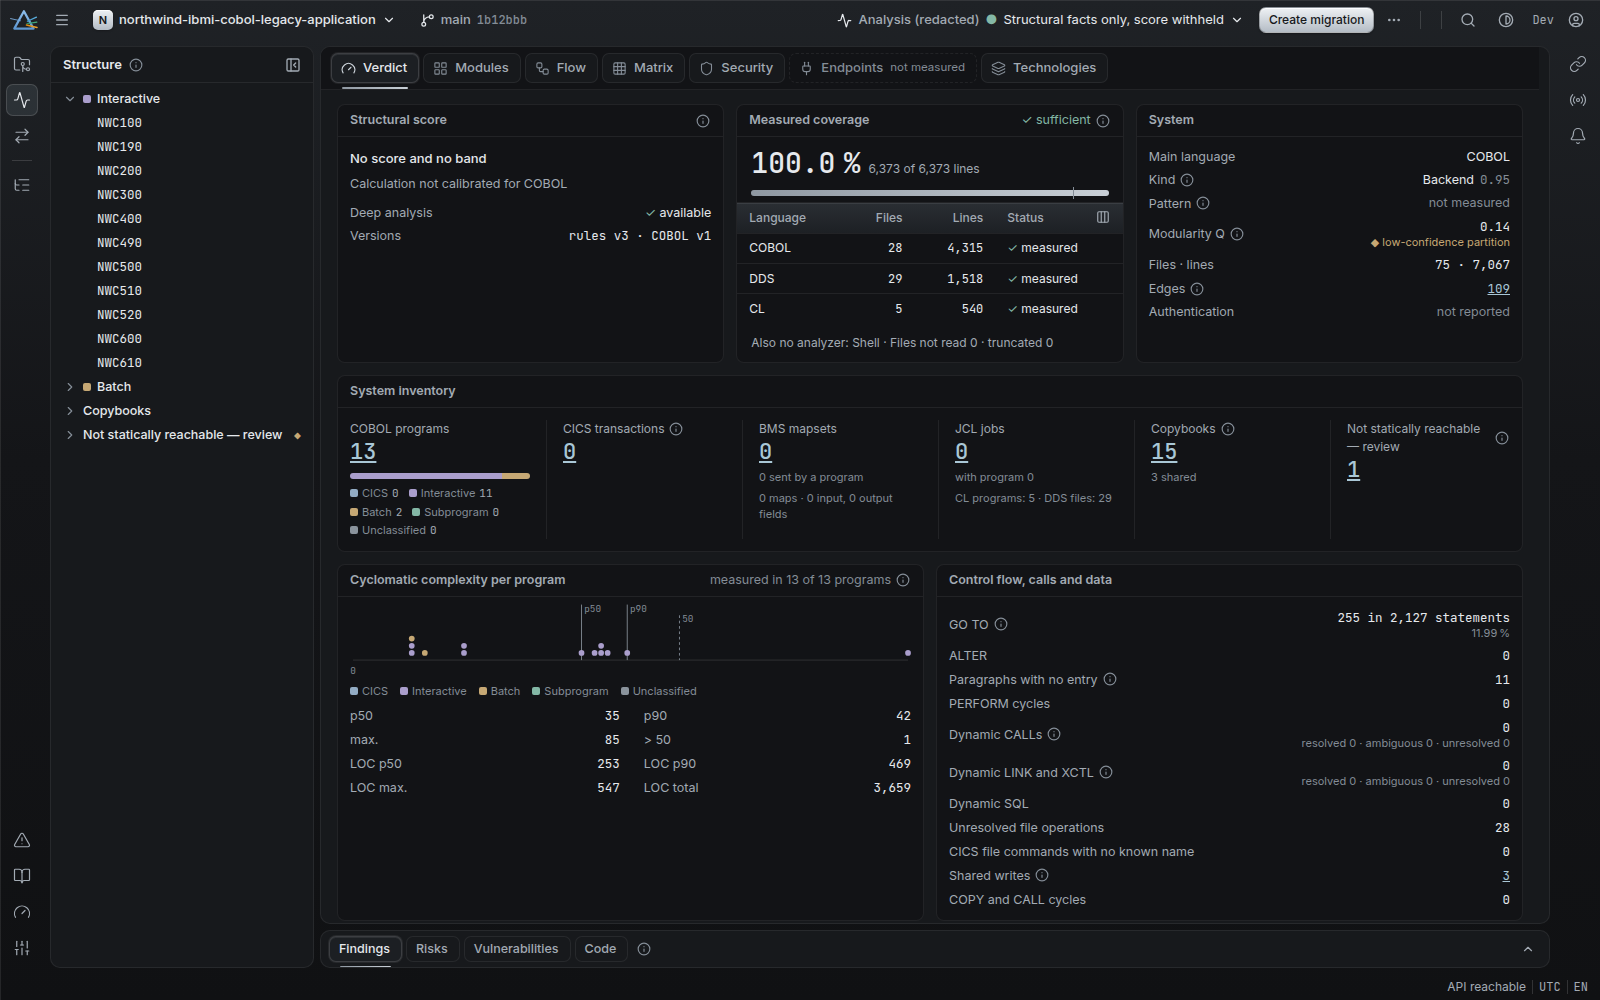 N northwind-ibmi-cobol-legacy-application main 1b12bbb Analysis (redacted) Structural facts only, score withheld Create migration Dev
Structure
Interactive
NWC100
NWC190
NWC200
NWC300
NWC400
NWC490
NWC500
NWC510
NWC520
NWC600
NWC610
Batch
Copybooks
Not statically reachable — review
Verdict Modules Flow Matrix Security Endpoints not measured Technologies
Structural score
No score and no band
Calculation not calibrated for COBOL
Deep analysis available
Versions rules v3 · COBOL v1
Measured coverage sufficient
100.0 % 6,373 of 6,373 lines
Language Files Lines Status
COBOL 28 4,315 measured
DDS 29 1,518 measured
CL 5 540 measured
Also no analyzer: Shell · Files not read 0 · truncated 0
System
Main language COBOL
Kind Backend 0.95
Pattern not measured
Modularity Q 0.14
low-confidence partition
Files · lines 75 · 7,067
Edges 109
Authentication not reported
System inventory
COBOL programs
13
CICS 0 Interactive 11
Batch 2 Subprogram 0
Unclassified 0
CICS transactions
0
BMS mapsets
0
0 sent by a program
0 maps · 0 input, 0 output
fields
JCL jobs
0
with program 0
CL programs: 5 · DDS files: 29
Copybooks
15
3 shared
Not statically reachable
— review
1
Cyclomatic complexity per program measured in 13 of 13 programs
p50 p90
50
0
CICS Interactive Batch Subprogram Unclassified
p50 35 p90 42
max. 85 > 50 1
LOC p50 253 LOC p90 469
LOC max. 547 LOC total 3,659
Control flow, calls and data
GO TO 255 in 2,127 statements
11.99 %
ALTER 0
Paragraphs with no entry 11
PERFORM cycles 0
Dynamic CALLs 0
resolved 0 · ambiguous 0 · unresolved 0
Dynamic LINK and XCTL 0
resolved 0 · ambiguous 0 · unresolved 0
Dynamic SQL 0
Unresolved file operations 28
CICS file commands with no known name 0
Shared writes 3
COPY and CALL cycles 0
Findings Risks Vulnerabilities Code
API reachable UTC EN